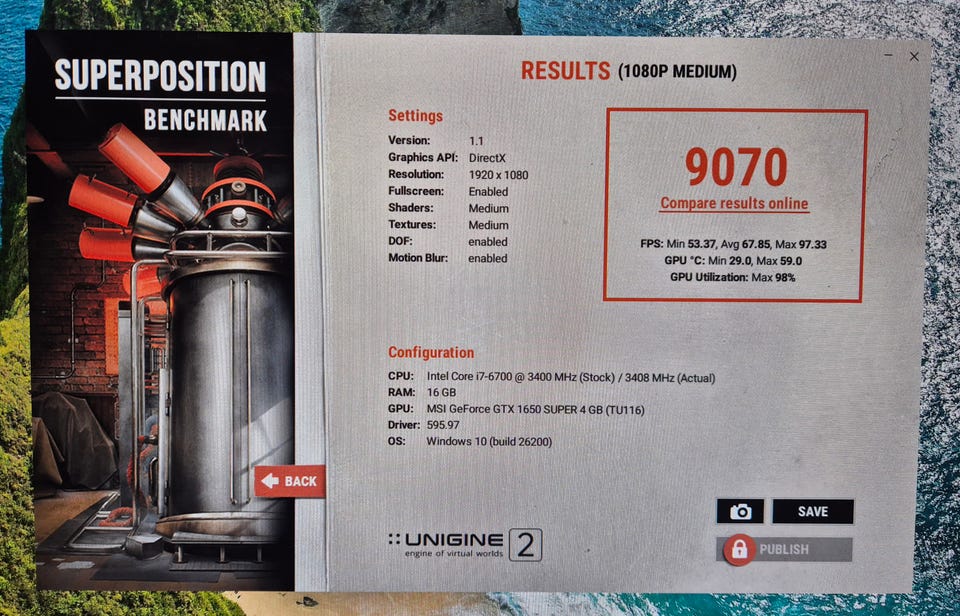 SUPERPOSITION
BENCHMARK
RESULTS (1080P MEDIUM)
Settings
Version: 1.1
Graphics API: DirectX
Resolution: 1920 x 1080
Fullscreen: Enabled
Shaders: Medium
Textures: Medium
DOF: enabled
Motion Blur: enabled
9070
Compare results online
FPS: Min 53.37, Avg 67.85, Max 97.33
GPU °C: Min 29.0, Max 59.0
GPU Utilization: Max 98%
Configuration
CPU: Intel Core i7-6700 @ 3400 MHz (Stock) / 3408 MHz (Actual)
RAM: 16 GB
GPU: MSI GeForce GTX 1650 SUPER 4 GB (TU116)
Driver: 595.97
OS: Windows 10 (build 26200)
BACK
SAVE
UNIGINE 2
engine of virtual worlds
PUBLISH